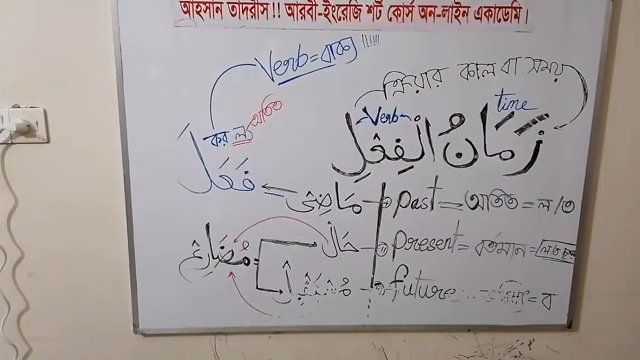 আহসান তাদরীস !! আরবী-ইংরেজি শর্ট কোর্স অন-লাইন একাডেমি।
Verb=বাক্য !!!!!
ক্রিয়ার কাল বা সময়
Verb time
زَمَانُ الْفِعْلِ
কর ল অতিত
فَعَلَ مَاضِى Past = অতিত = ল/ত
مُضَارِعْ حَالْ Present = বর্তমান =
مُسْتَقْبِلْ future = ব